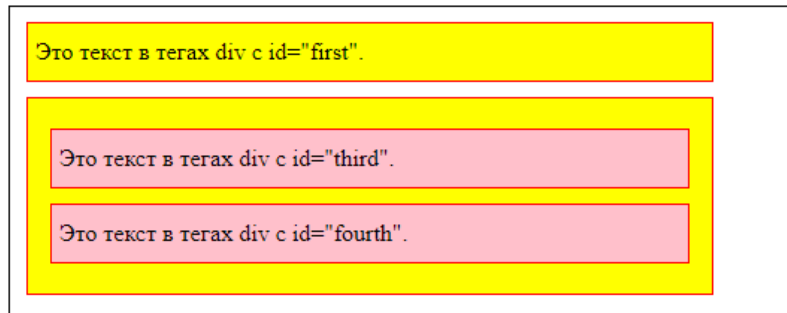 Это текст в тегах div с id="first".
Это текст в тегах div с id="third".
Это текст в тегах div с id="fourth".